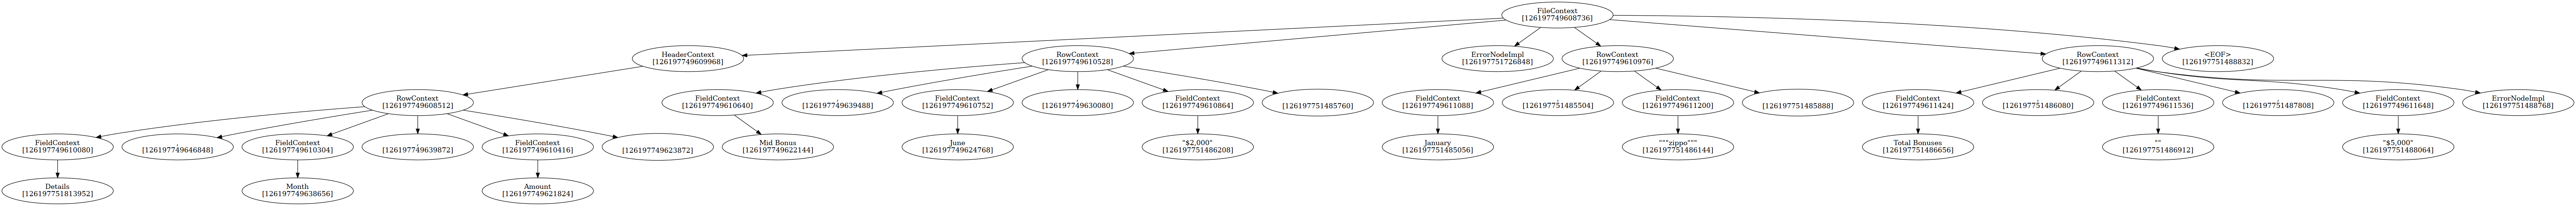 FileContext
[126197749608736]
HeaderContext
[126197749609968]
RowContext
[126197749610528]
ErrorNodeImpl
[126197751726848]
RowContext
[126197749610976]
RowContext
[126197749611312]
<EOF>
[126197751488832]
RowContext
[126197749608512]
FieldContext
[126197749610640]
,
[126197749639488]
FieldContext
[126197749610752]
,
[126197749630080]
FieldContext
[126197749610864]
[126197751485760]
FieldContext
[126197749611088]
,
[126197751485504]
FieldContext
[126197749611200]
[126197751485888]
FieldContext
[126197749611424]
,
[126197751486080]
FieldContext
[126197749611536]
,
[126197751487808]
FieldContext
[126197749611648]
ErrorNodeImpl
[126197751488768]
FieldContext
[126197749610080]
,
[126197749646848]
FieldContext
[126197749610304]
,
[126197749639872]
FieldContext
[126197749610416]
[126197749623872]
Mid Bonus
[126197749622144]
June
[126197749624768]
"$2,000"
[126197751486208]
January
[126197751485056]
"""zippo"""
[126197751486144]
Total Bonuses
[126197751486656]
""
[126197751486912]
"$5,000"
[126197751488064]
Details
[126197751813952]
Month
[126197749638656]
Amount
[126197749621824]